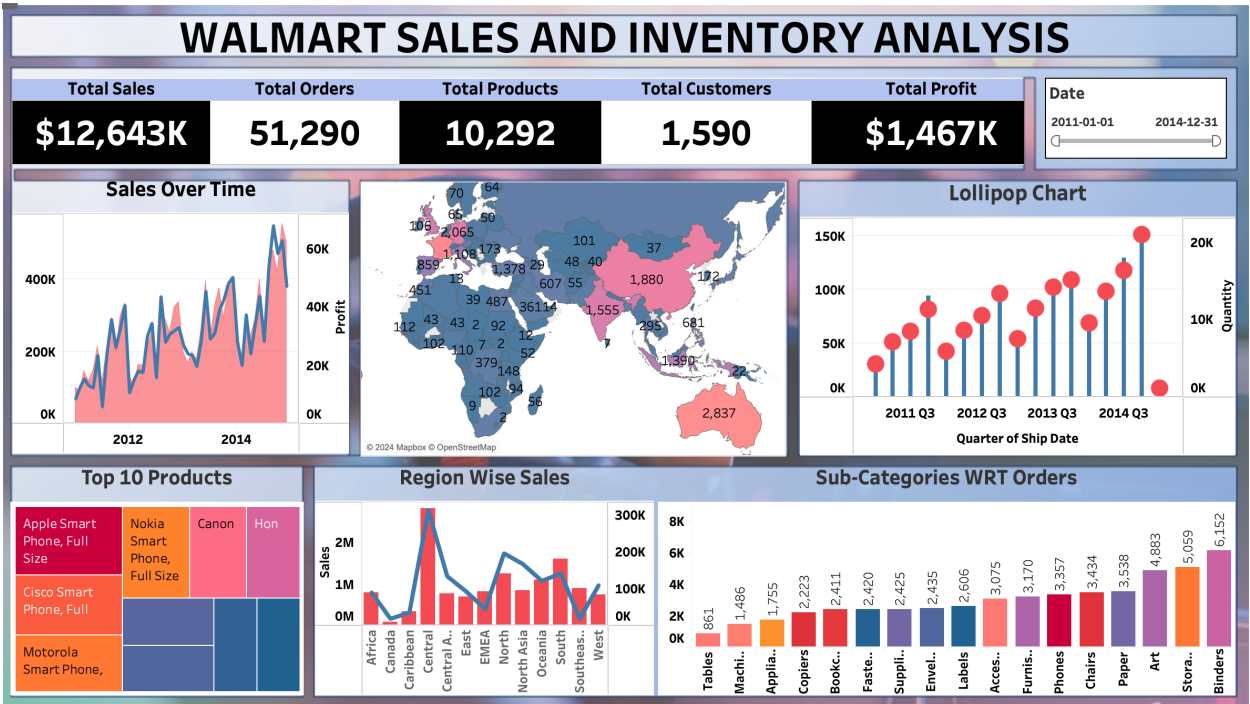 WALMART SALES AND INVENTORY ANALYSIS
Total Sales
Total Orders
Total Products
Total Customers
Total Profit
$12,643K
51,290
10,292
1,590
$1,467K
Date
2011-01-01
2014-12-31
Sales Over Time
400K
200K
0K
60K
40K
20K
0K
Profit
2012
2014
70
64
65
50
106
2,065
173
1,108
859
13
1,378
29
101
37
48
40
607
55
1,880
172
451
39
487
36114
1,555
112
43
43
2
92
12
295
681
102
110
7
2
52
7
379
148
1,390
22
102
94
9
56
2
2,837
© 2024 Mapbox © OpenStreetMap
Lollipop Chart
150K
100K
50K
0K
20K
10K
0K
Quantity
2011 Q3
2012 Q3
2013 Q3
2014 Q3
Quarter of Ship Date
Top 10 Products
Apple Smart
Phone, Full
Size
Cisco Smart
Phone, Full
Motorola
Smart Phone,
Nokia
Smart
Phone,
Full Size
Canon
Hon
Region Wise Sales
Sales
2M
1M
0M
300K
200K
100K
0K
Africa
Canada
Caribbean
Central
Central A..
East
EMEA
North
North Asia
Oceania
South
Southeas..
West
Sub-Categories WRT Orders
8K
6K
4K
2K
0K
861
1,486
1,755
2,223
2,411
2,420
2,425
2,435
2,606
3,075
3,170
3,357
3,434
3,538
4,883
5,059
6,152
Tables
Machi..
Applia..
Copiers
Bookc..
Faste..
Suppli..
Envel..
Labels
Acces..
Furnis..
Phones
Chairs
Paper
Art
Stora..
Binders